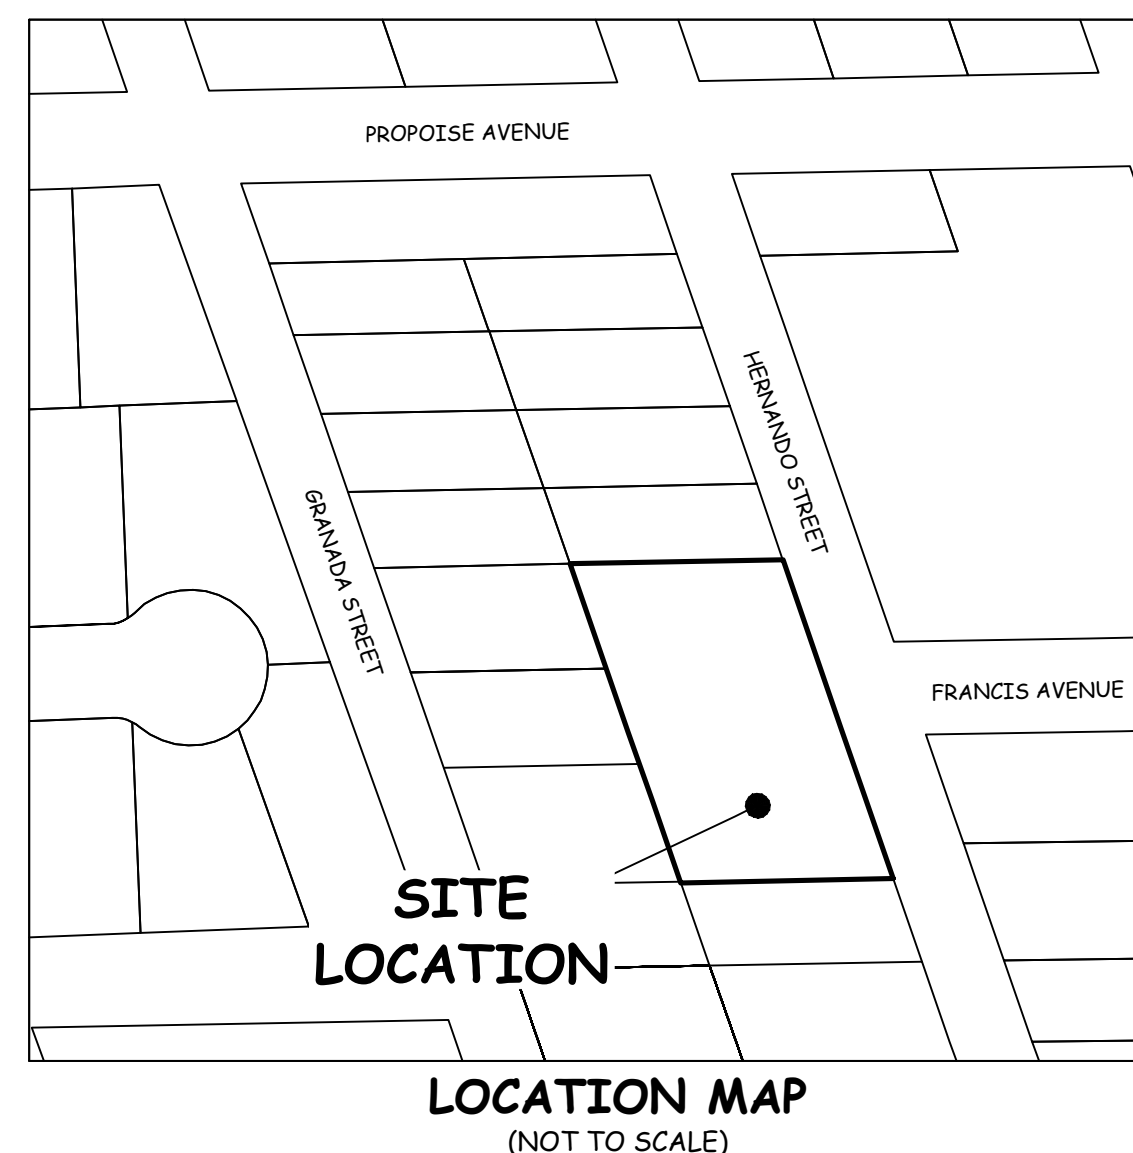 PROPOISE AVENUE
HERNANDO STREET
GRANADA STREET
FRANCIS AVENUE
SITE
LOCATION
LOCATION MAP
(NOT TO SCALE)